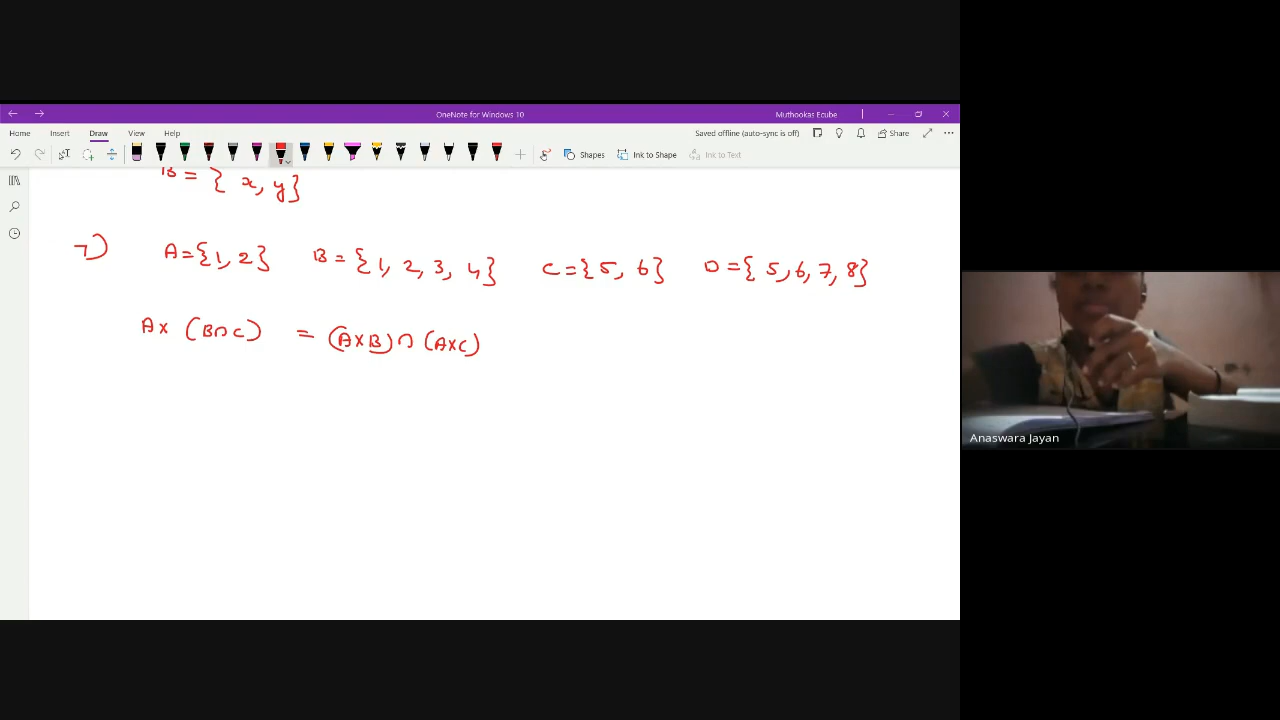 OneNote for Windows 10
Muthookas Ecube
Home Insert Draw View Help
Saved offline (auto-sync is off)
Share
Shapes
Ink to Shape
Ink to Text
B = { x, y}
7) A={1, 2} B = {1, 2, 3, 4} C={5, 6} D={ 5, 6, 7, 8}
A× (B∩C) = (A×B)∩(A×C)
Anaswara Jayan